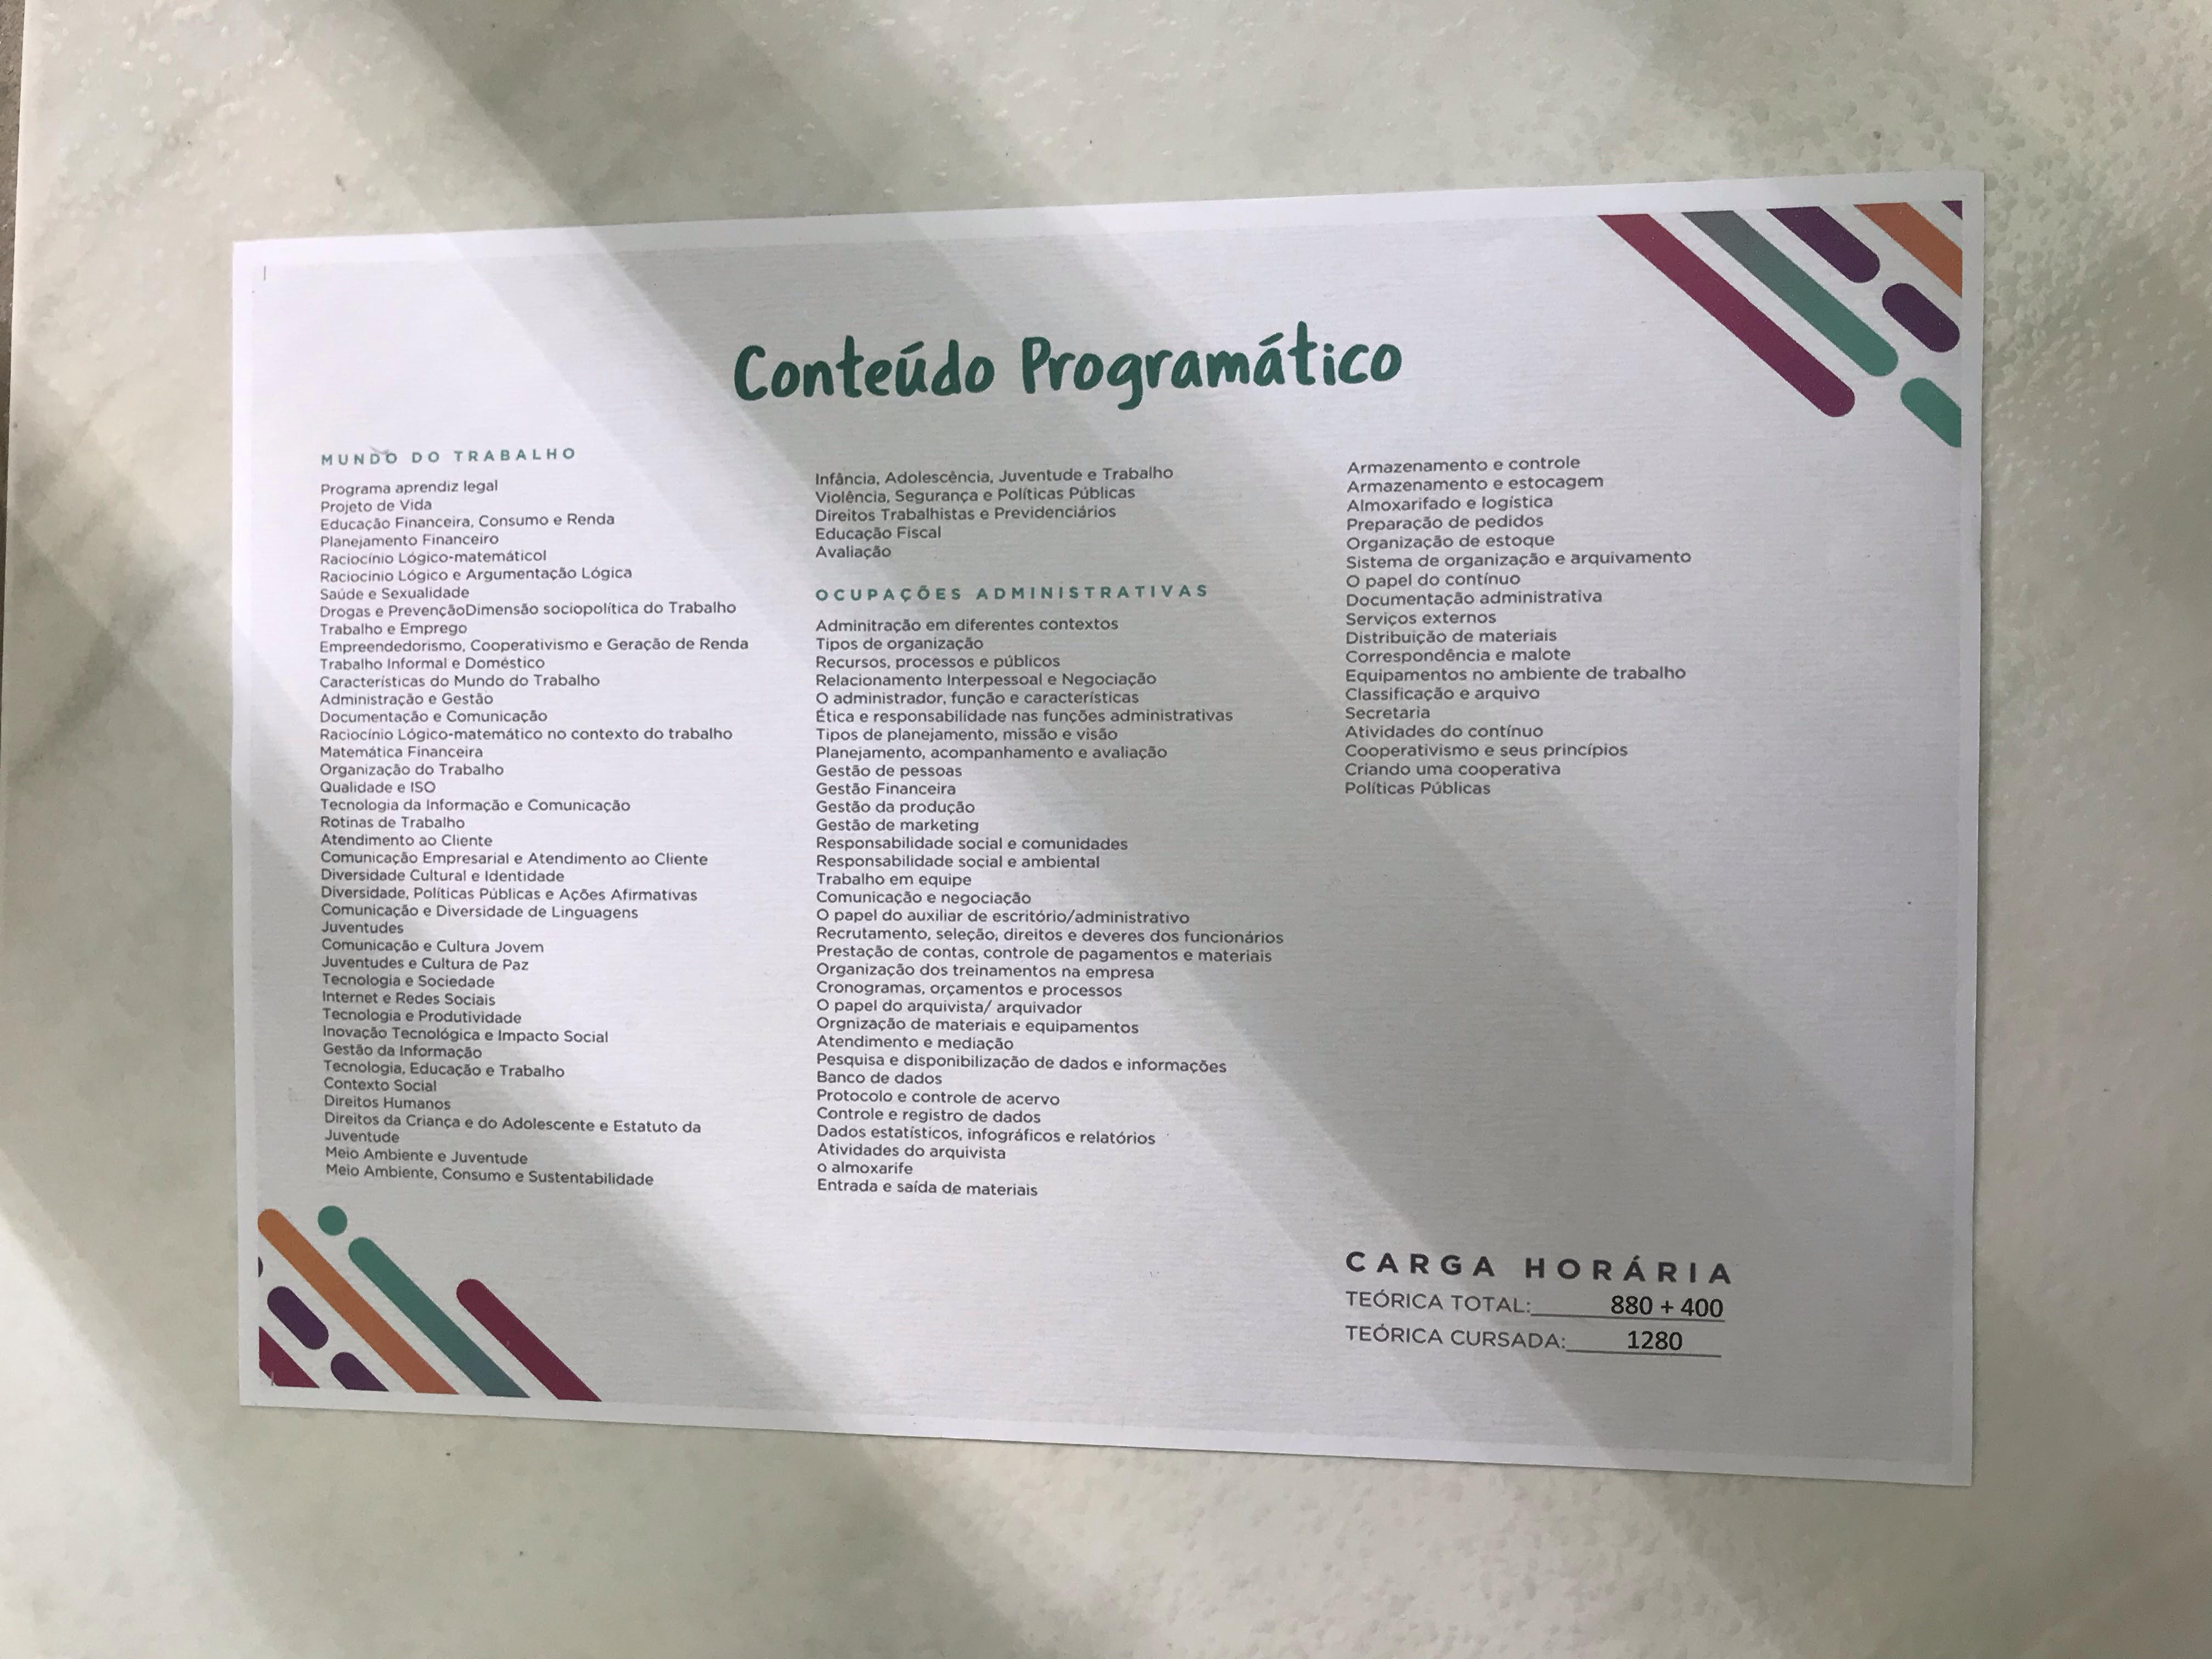 Conteúdo Programático
MUNDO DO TRABALHO
Programa aprendiz legal
Projeto de Vida
Educação Financeira, Consumo e Renda
Planejamento Financeiro
Raciocínio Lógico-matemáticol
Raciocínio Lógico e Argumentação Lógica
Saúde e Sexualidade
Drogas e PrevençãoDimensão sociopolítica do Trabalho
Trabalho e Emprego
Empreendedorismo, Cooperativismo e Geração de Renda
Trabalho Informal e Doméstico
Características do Mundo do Trabalho
Administração e Gestão
Documentação e Comunicação
Raciocínio Lógico-matemático no contexto do trabalho
Matemática Financeira
Organização do Trabalho
Qualidade e ISO
Tecnologia da Informação e Comunicação
Rotinas de Trabalho
Atendimento ao Cliente
Comunicação Empresarial e Atendimento ao Cliente
Diversidade Cultural e Identidade
Diversidade, Políticas Públicas e Ações Afirmativas
Comunicação e Diversidade de Linguagens
Juventudes
Comunicação e Cultura Jovem
Juventudes e Cultura de Paz
Tecnologia e Sociedade
Internet e Redes Sociais
Tecnologia e Produtividade
Inovação Tecnológica e Impacto Social
Gestão da Informação
Tecnologia, Educação e Trabalho
Contexto Social
Direitos Humanos
Direitos da Criança e do Adolescente e Estatuto da
Juventude
Meio Ambiente e Juventude
Meio Ambiente, Consumo e Sustentabilidade
Infância, Adolescência, Juventude e Trabalho
Violência, Segurança e Políticas Públicas
Direitos Trabalhistas e Previdenciários
Educação Fiscal
Avaliação
OCUPAÇÕES ADMINISTRATIVAS
Adminitração em diferentes contextos
Tipos de organização
Recursos, processos e públicos
Relacionamento Interpessoal e Negociação
O administrador, função e características
Ética e responsabilidade nas funções administrativas
Tipos de planejamento, missão e visão
Planejamento, acompanhamento e avaliação
Gestão de pessoas
Gestão Financeira
Gestão da produção
Gestão de marketing
Responsabilidade social e comunidades
Responsabilidade social e ambiental
Trabalho em equipe
Comunicação e negociação
O papel do auxiliar de escritório/administrativo
Recrutamento, seleção, direitos e deveres dos funcionários
Prestação de contas, controle de pagamentos e materiais
Organização dos treinamentos na empresa
Cronogramas, orçamentos e processos
O papel do arquivista/ arquivador
Orgnização de materiais e equipamentos
Atendimento e mediação
Pesquisa e disponibilização de dados e informações
Banco de dados
Protocolo e controle de acervo
Controle e registro de dados
Dados estatísticos, infográficos e relatórios
Atividades do arquivista
o almoxarife
Entrada e saída de materiais
Armazenamento e controle
Armazenamento e estocagem
Almoxarifado e logística
Preparação de pedidos
Organização de estoque
Sistema de organização e arquivamento
O papel do contínuo
Documentação administrativa
Serviços externos
Distribuição de materiais
Correspondência e malote
Equipamentos no ambiente de trabalho
Classificação e arquivo
Secretaria
Atividades do contínuo
Cooperativismo e seus princípios
Criando uma cooperativa
Políticas Públicas
CARGA HORÁRIA
TEÓRICA TOTAL: 880 + 400
TEÓRICA CURSADA: 1280